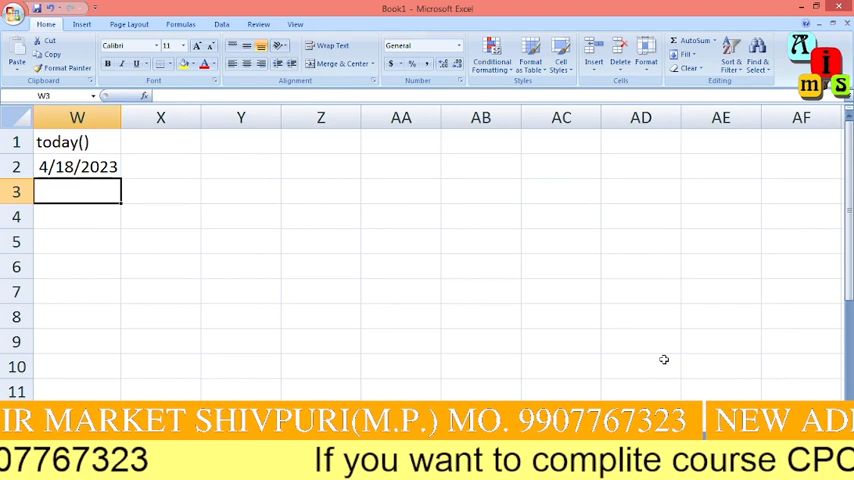 Book1 - Microsoft Excel
Home Insert Page Layout Formulas Data Review View
Cut
Copy
Format Painter
Paste
Clipboard
Calibri 11
B I U
Font
Wrap Text
Merge & Center
Alignment
General
$ % ,
Number
Conditional Formatting
Format as Table
Cell Styles
Styles
Insert Delete Format
Cells
AutoSum
Fill
Clear
Sort & Filter
Find & Select
Editing
A i m s
W3 fx
W X Y Z AA AB AC AD AE AF
1 today()
2 4/18/2023
3
4
5
6
7
8
9
10
11
IR MARKET SHIVPURI(M.P.) MO. 9907767323 NEW AD
07767323 If you want to complite course CPC